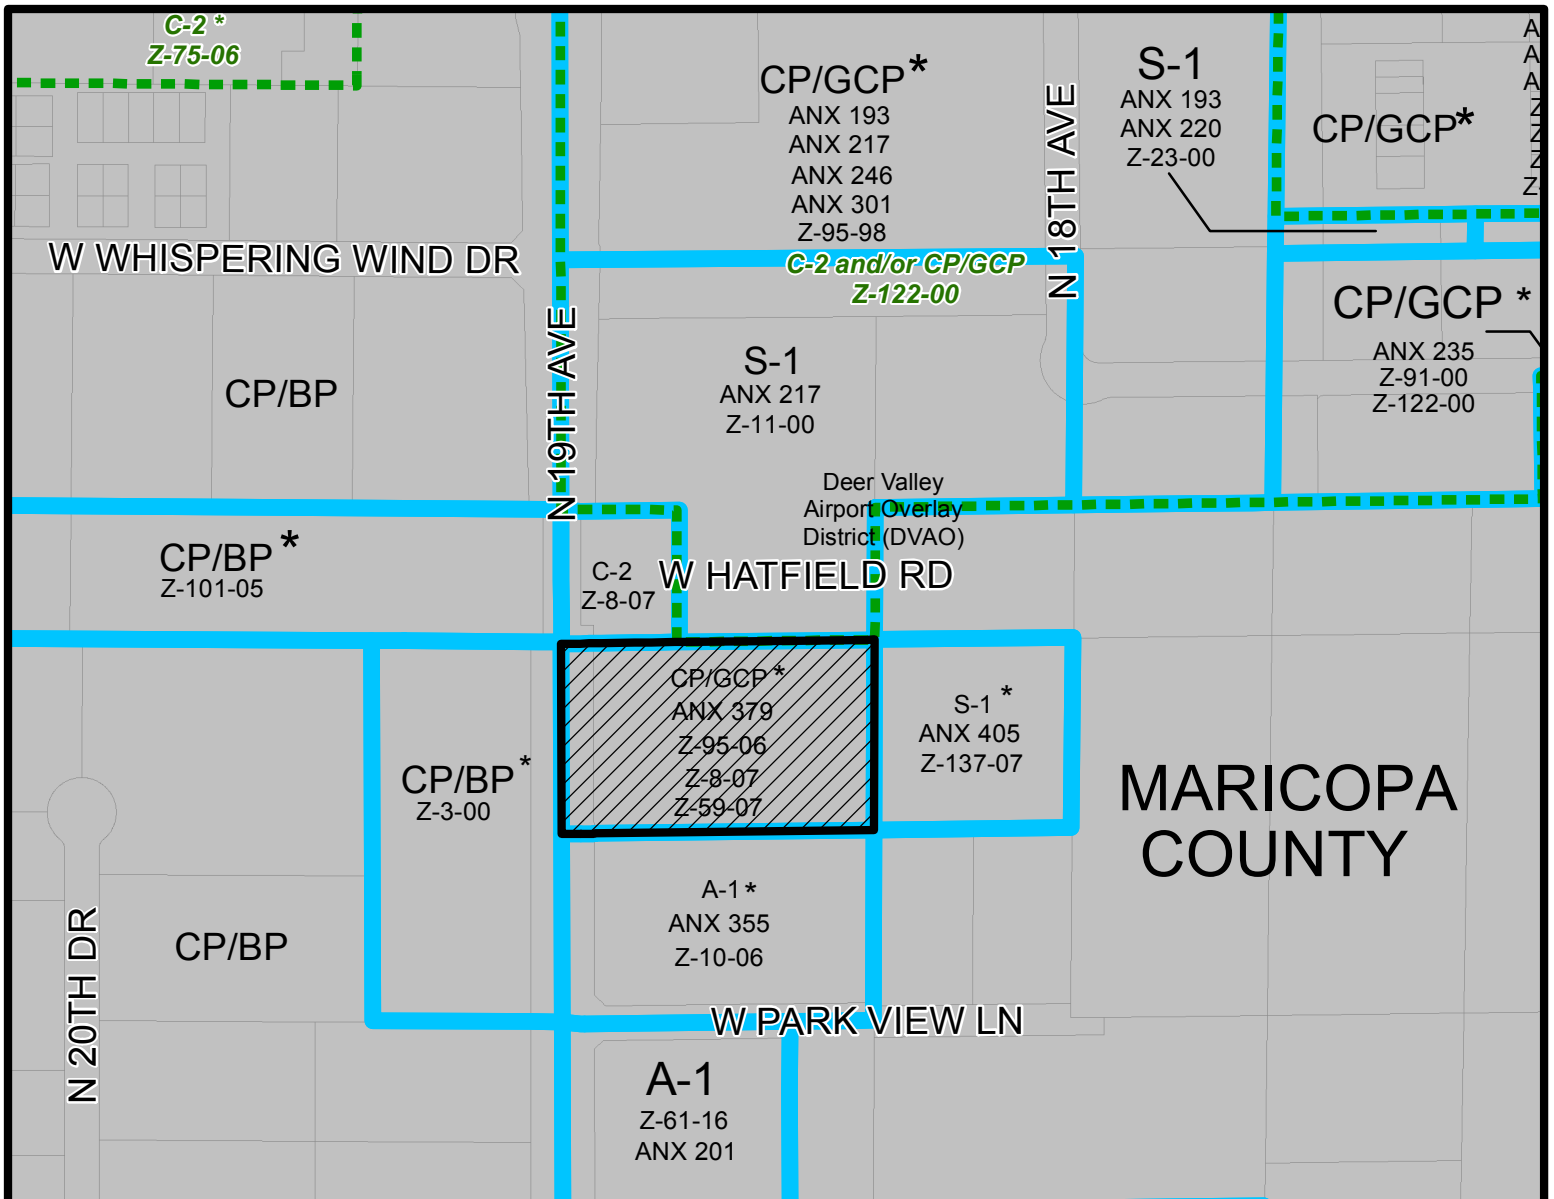 C-2 *
Z-75-06
CP/GCP *
ANX 193
ANX 217
ANX 246
ANX 301
Z-95-98
N 18TH AVE
S-1
ANX 193
ANX 220
Z-23-00
CP/GCP *
A
A
A
Z
Z
Z
Z-
W WHISPERING WIND DR
C-2 and/or CP/GCP
Z-122-00
CP/GCP *
ANX 235
Z-91-00
Z-122-00
N 19TH AVE
S-1
ANX 217
Z-11-00
CP/BP
Deer Valley
Airport Overlay
District (DVAO)
CP/BP *
Z-101-05
C-2
Z-8-07
W HATFIELD RD
CP/GCP *
ANX 379
Z-95-06
Z-8-07
Z-59-07
S-1 *
ANX 405
Z-137-07
CP/BP *
Z-3-00
MARICOPA
COUNTY
A-1 *
ANX 355
Z-10-06
CP/BP
N 20TH DR
W PARK VIEW LN
A-1
Z-61-16
ANX 201